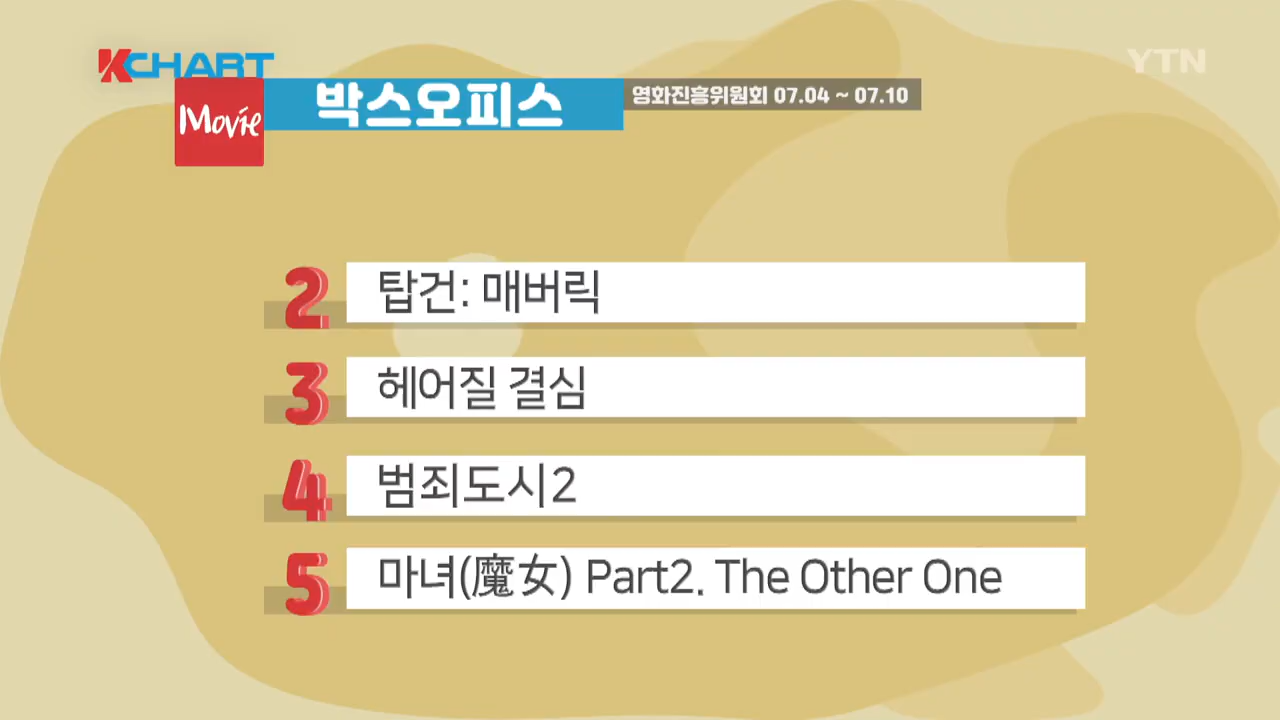 KCHART
YTN
Movie
박스오피스
영화진흥위원회 07.04 ~ 07.10
2 탑건: 매버릭
3 헤어질 결심
4 범죄도시2
5 마녀(魔女) Part2. The Other One